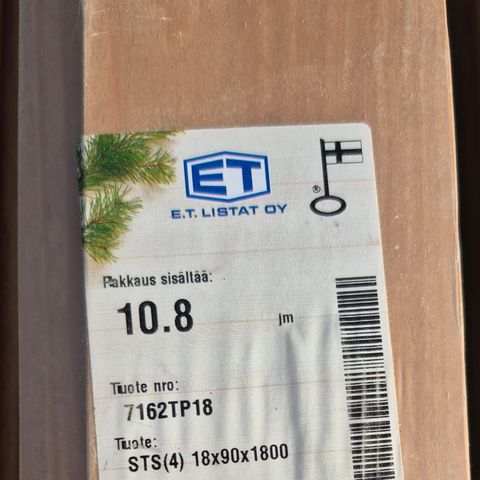 ET
E.T. LISTAT OY
®
Pakkaus sisältää:
10.8 jm
Tuote nro:
7162TP18
Tuote:
STS(4) 18x90x1800